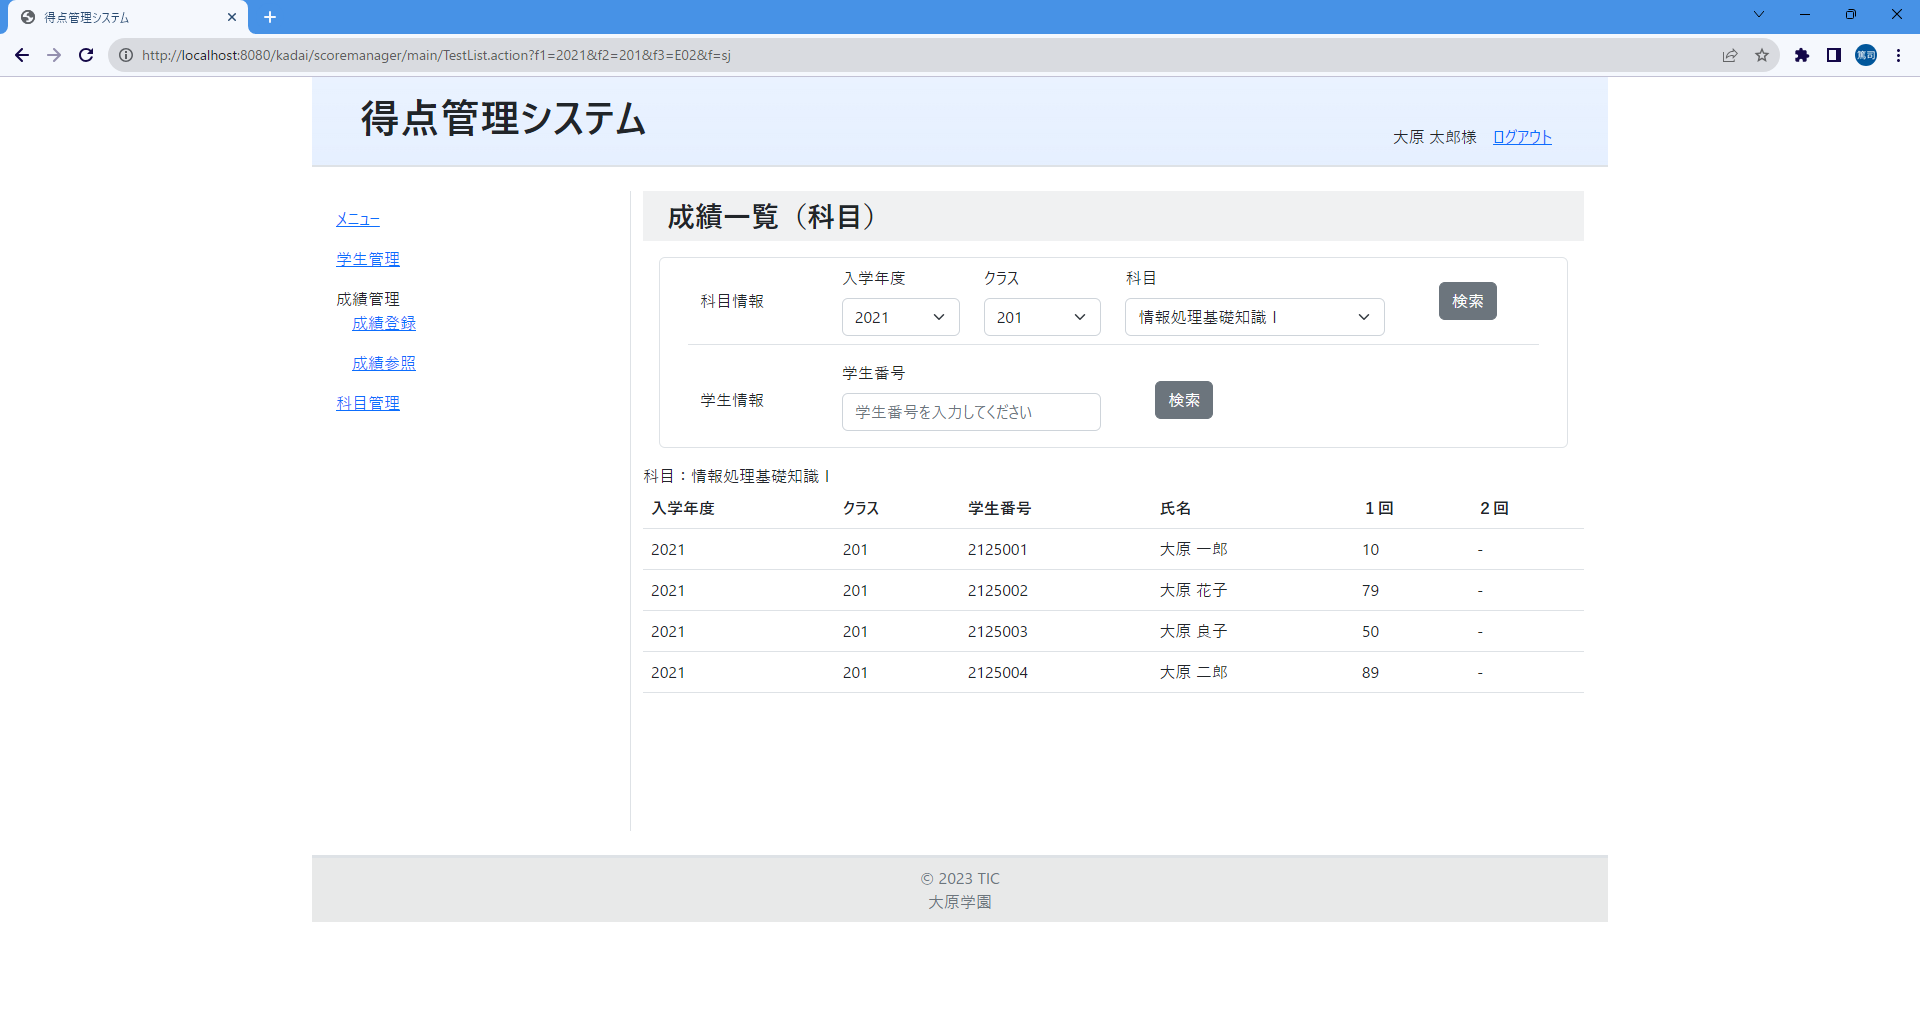 得点管理システム
http://localhost:8080/kadai/scoremanager/main/TestList.action?f1=2021&f2=201&f3=E02&f=sj
篤司
得点管理システム
大原 太郎様 ログアウト
メニュー
学生管理
成績管理
成績登録
成績参照
科目管理
成績一覧（科目）
入学年度 クラス 科目
科目情報 2021 201 情報処理基礎知識Ⅰ 検索
学生番号
学生情報 学生番号を入力してください 検索
科目：情報処理基礎知識Ⅰ
入学年度 クラス 学生番号 氏名 １回 ２回
2021 201 2125001 大原 一郎 10 -
2021 201 2125002 大原 花子 79 -
2021 201 2125003 大原 良子 50 -
2021 201 2125004 大原 二郎 89 -
© 2023 TIC
大原学園